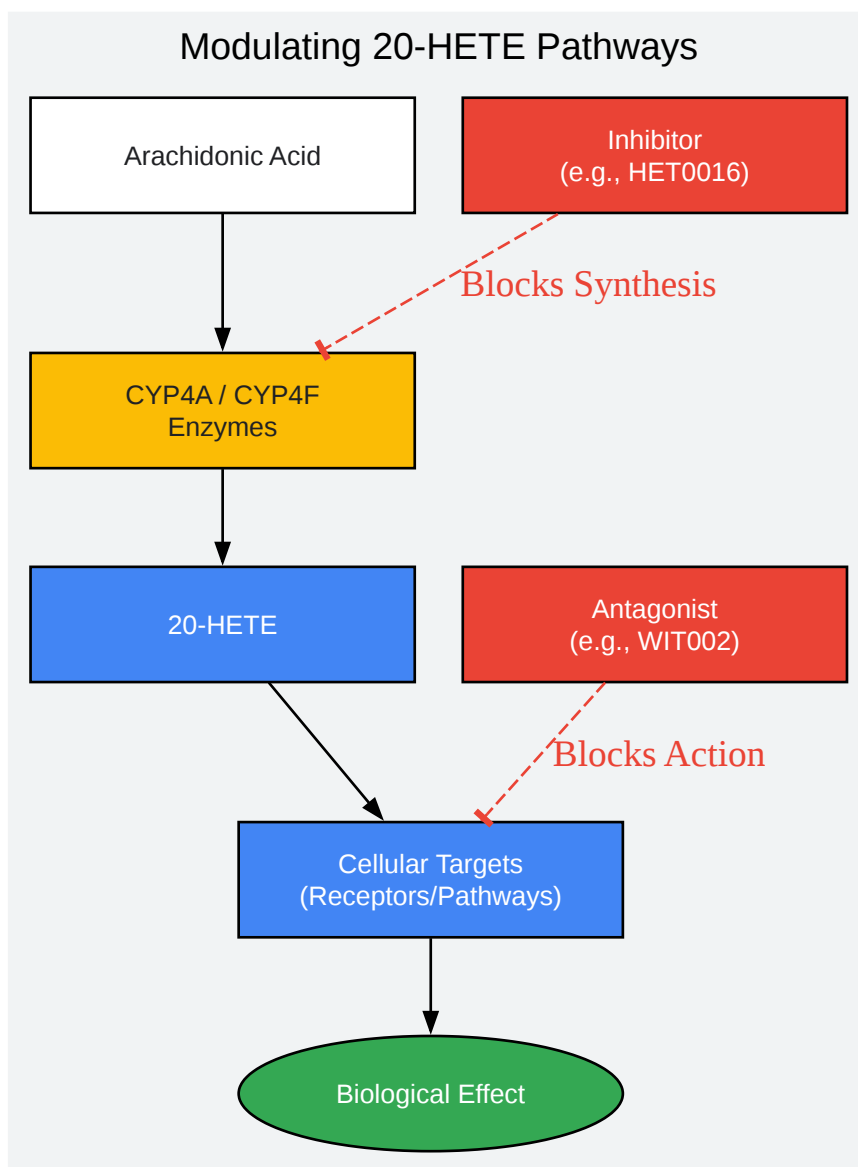 Modulating 20-HETE Pathways
Arachidonic Acid
Inhibitor
(e.g., HET0016)
Blocks Synthesis
CYP4A / CYP4F
Enzymes
20-HETE
Antagonist
(e.g., WIT002)
Blocks Action
Cellular Targets
(Receptors/Pathways)
Biological Effect